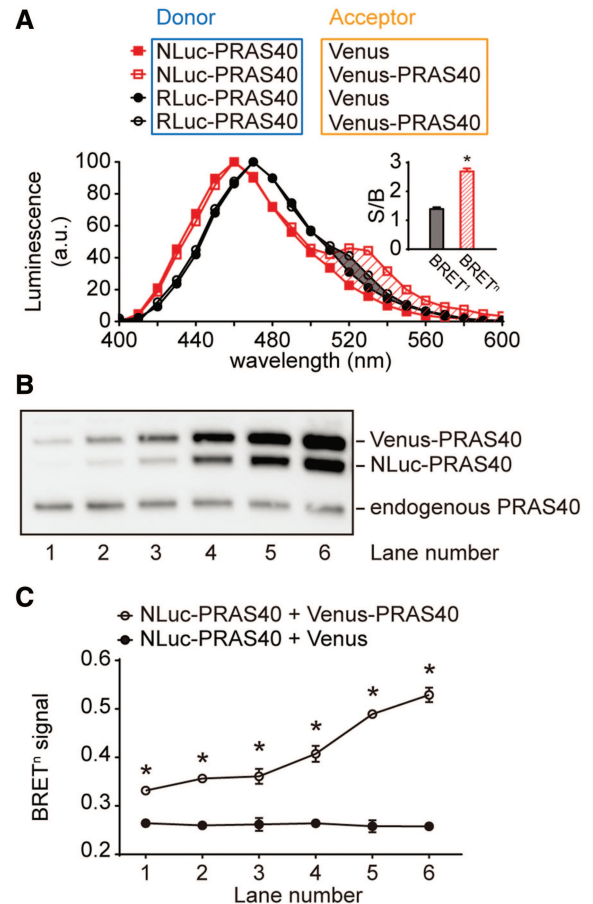 A
Donor
Acceptor
NLuc-PRAS40 Venus
NLuc-PRAS40 Venus-PRAS40
RLuc-PRAS40 Venus
RLuc-PRAS40 Venus-PRAS40
Luminescence
(a.u.)
100
80
60
40
20
0
400 440 480 520 560 600
wavelength (nm)
S/B
3
2
1
0
*
BRET^r
BRET^n
B
Venus-PRAS40
NLuc-PRAS40
endogenous PRAS40
1 2 3 4 5 6 Lane number
C
NLuc-PRAS40 + Venus-PRAS40
NLuc-PRAS40 + Venus
BRETⁿ signal
0.6
0.5
0.4
0.3
0.2
* * * * * *
1 2 3 4 5 6
Lane number